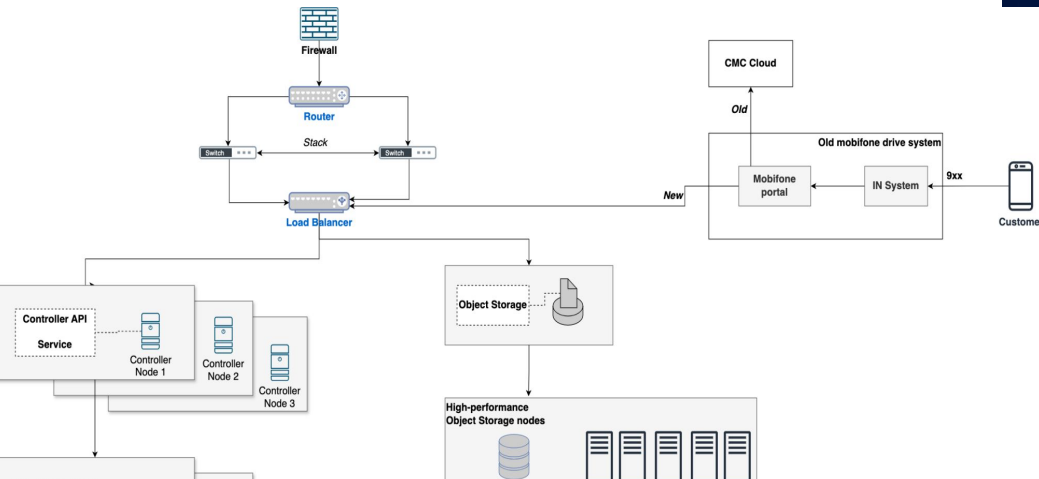 Firewall
Router
Stack
Switch
Switch
Load Balancer
CMC Cloud
Old
Old mobifone drive system
Mobifone
portal
IN System
9xx
New
Custome
Controller API
Service
Controller
Node 1
Controller
Node 2
Controller
Node 3
Object Storage
High-performance
Object Storage nodes